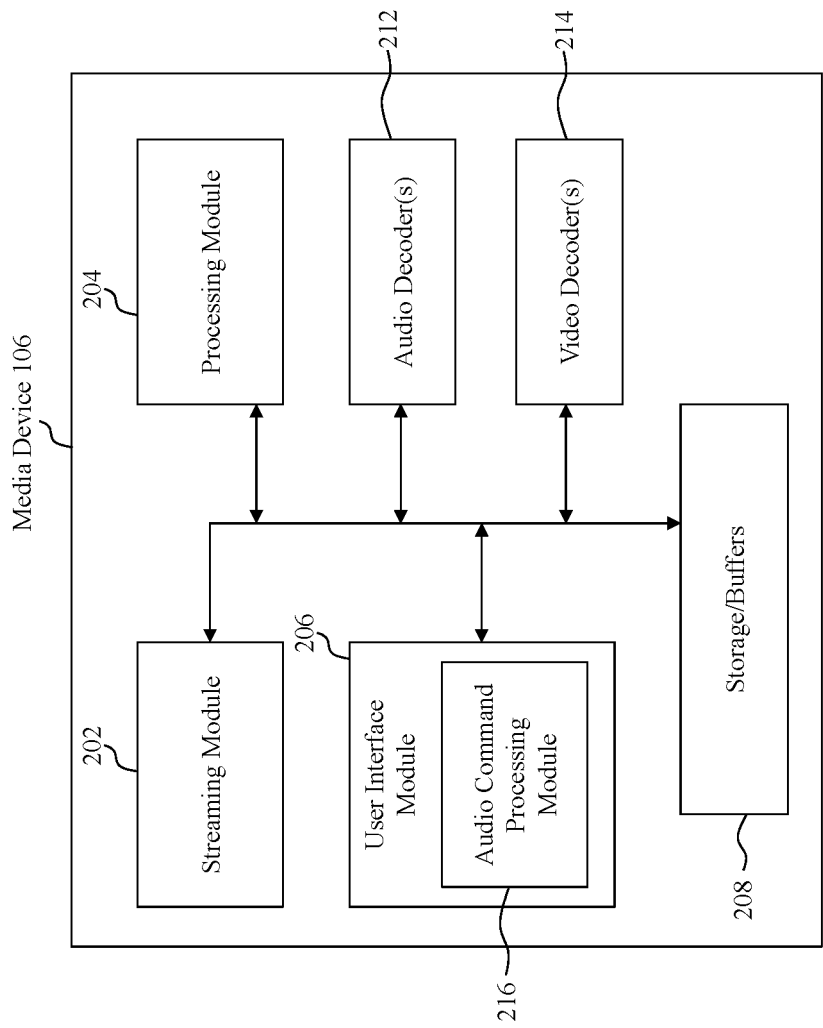 Media Device 106
202
Streaming Module
204
Processing Module
206
User Interface
Module
Audio Command
Processing
Module
216
212
Audio Decoder(s)
214
Video Decoder(s)
208
Storage/Buffers